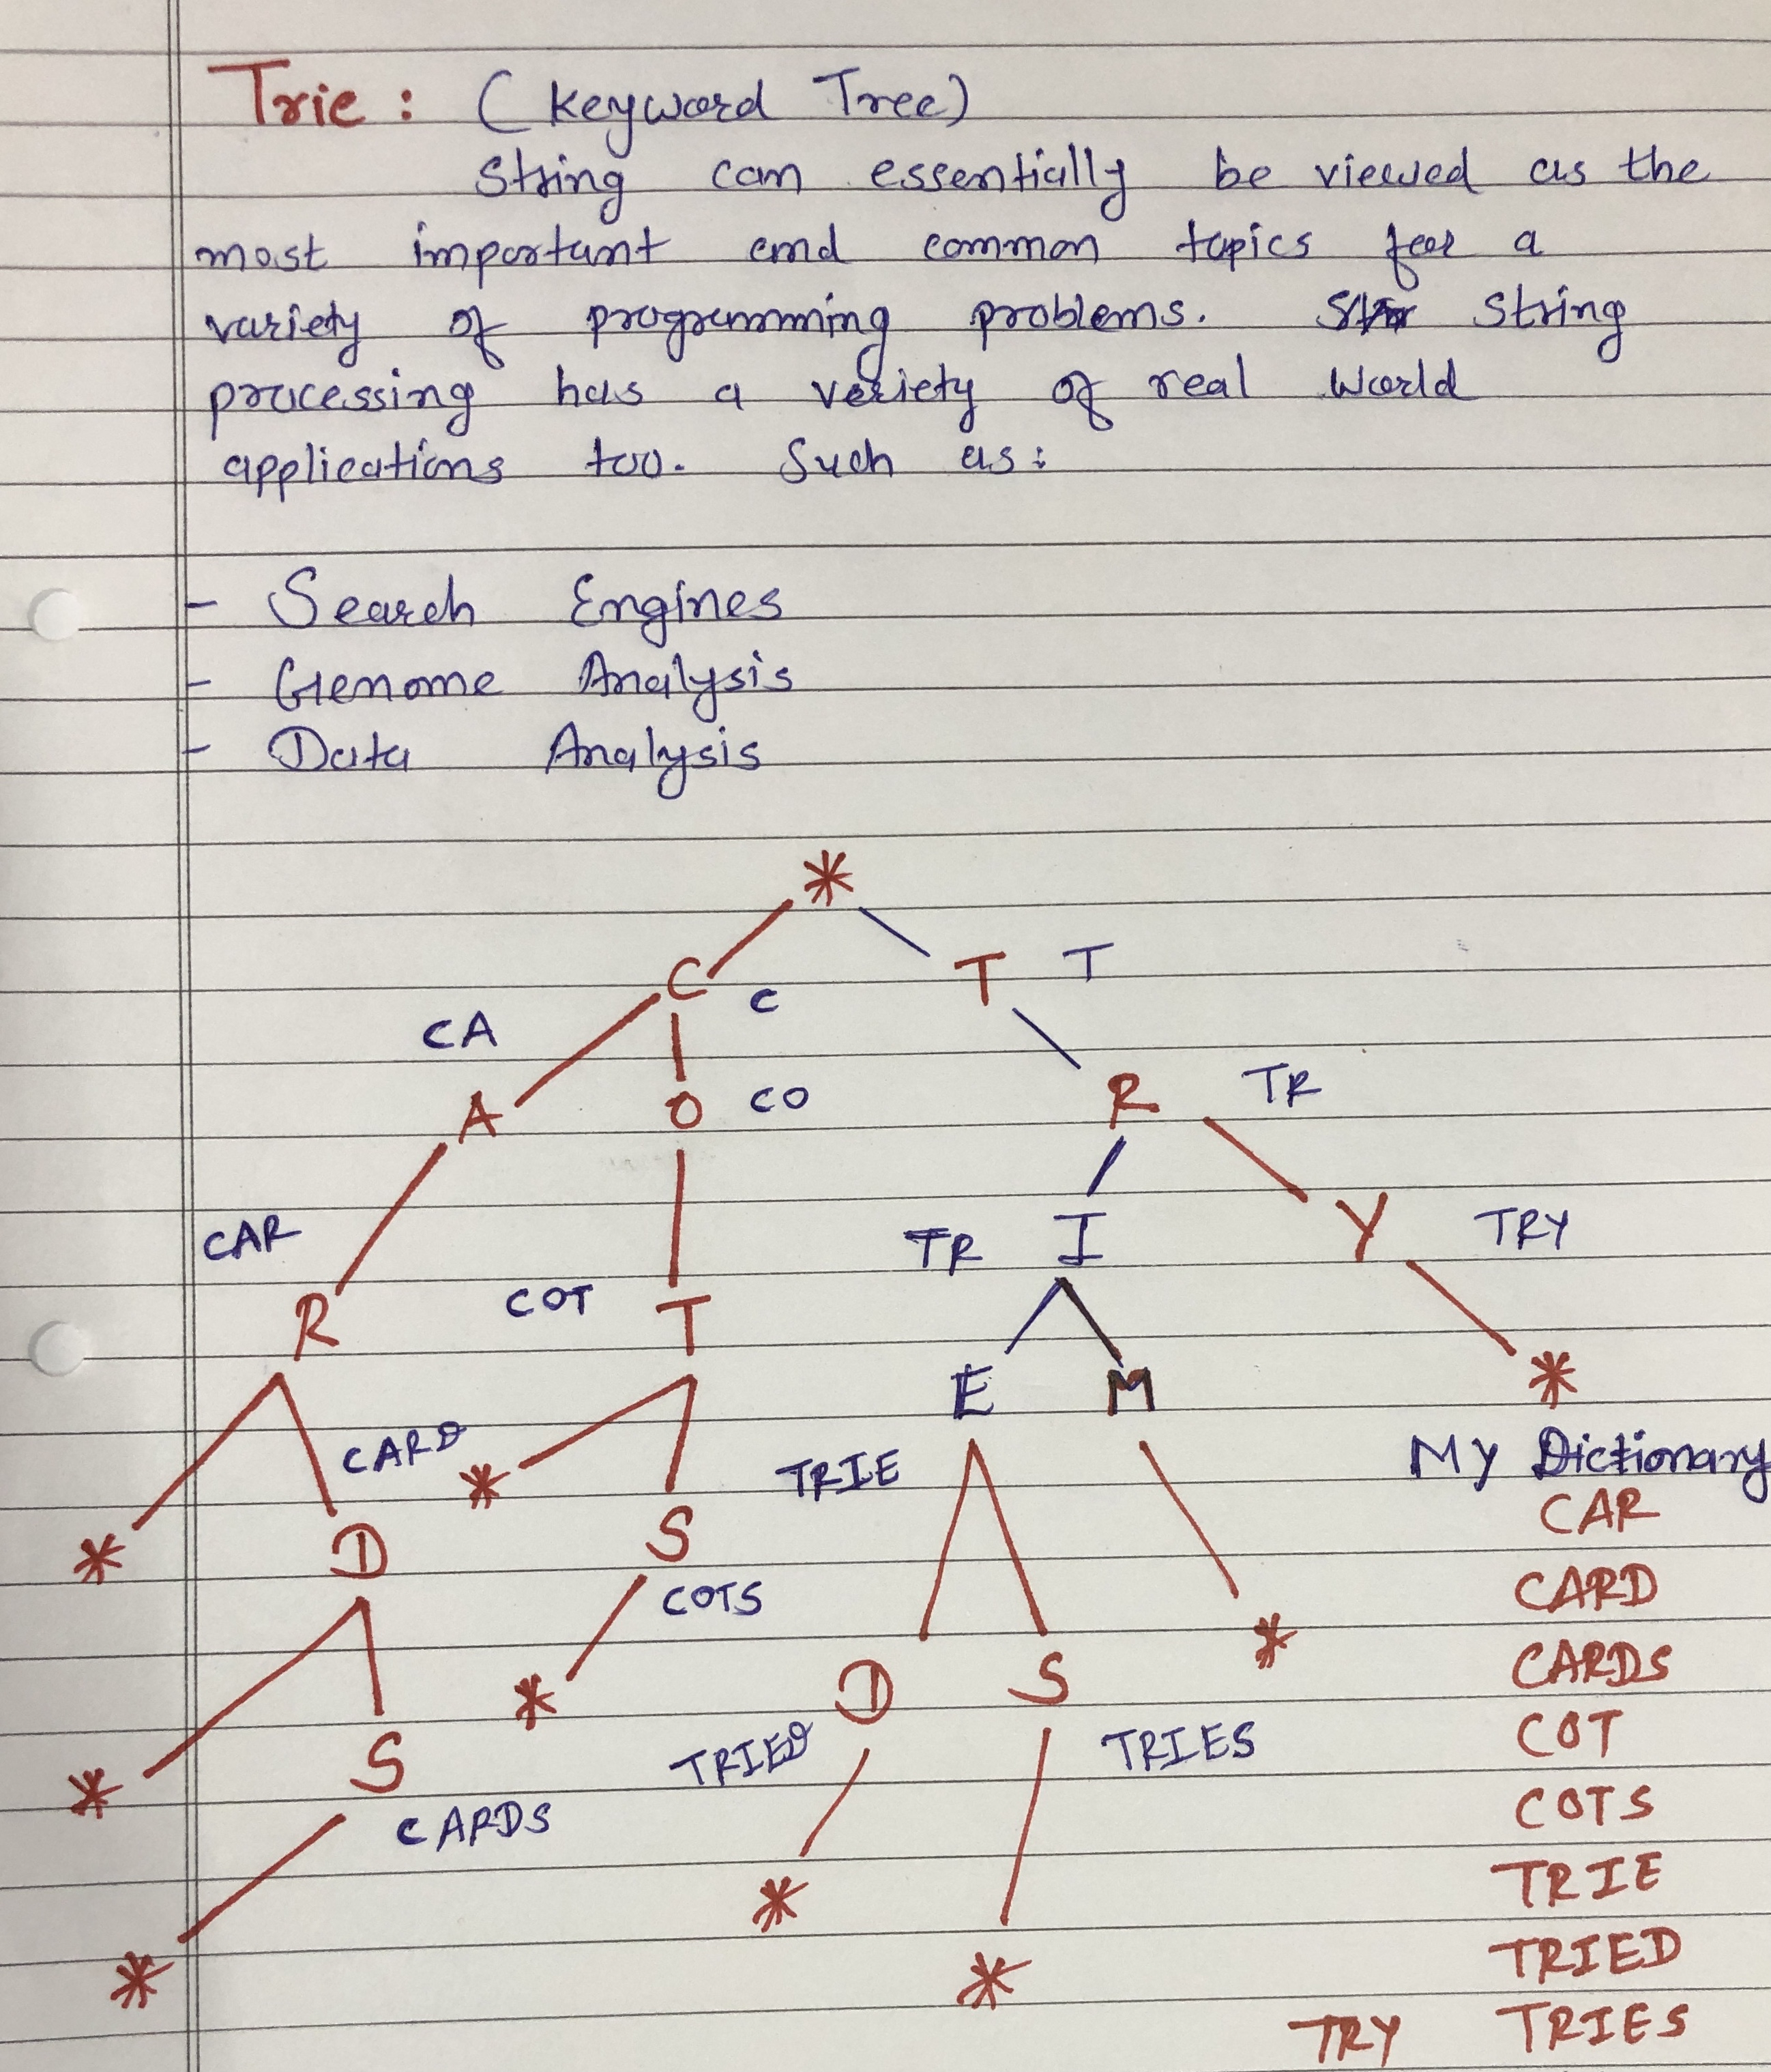 Trie : (Keyword Tree)
String can essentially be viewed as the
most important and common topics for a
variety of programming problems. String
processing has a veriety of real world
applications too. Such as:
- Search Engines
- Genome Analysis
- Data Analysis
*
C C T T
CA
A O CO R TR
CAR TR I Y TRY
R COT T
E M *
CARD * TRIE My Dictionary
CAR
* D S CARD
COTS
* CARDS
* D S
TRIED TRIES COT
* S
CARDS COTS
* TRIE
* * TRIED
TRY TRIES